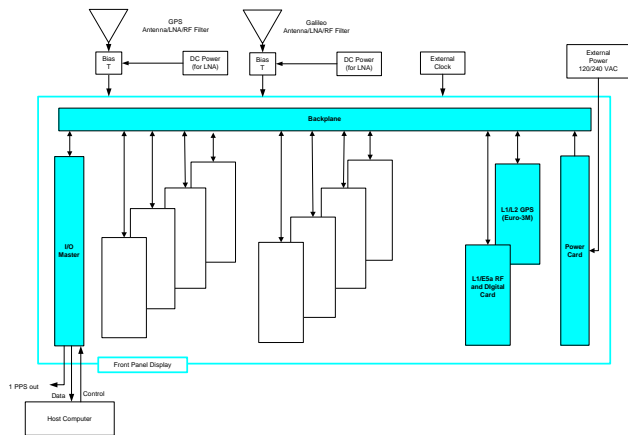 GPS
Antenna/LNA/RF Filter
Galileo
Antenna/LNA/RF Filter
Bias
T
DC Power
(for LNA)
Bias
T
DC Power
(for LNA)
External
Clock
External
Power
120/240 VAC
Backplane
I/O
Master
L1/L2 GPS
(Euro-3M)
L1/E5a RF
and Digital
Card
Power
Card
Front Panel Display
1 PPS out
Data
Control
Host Computer